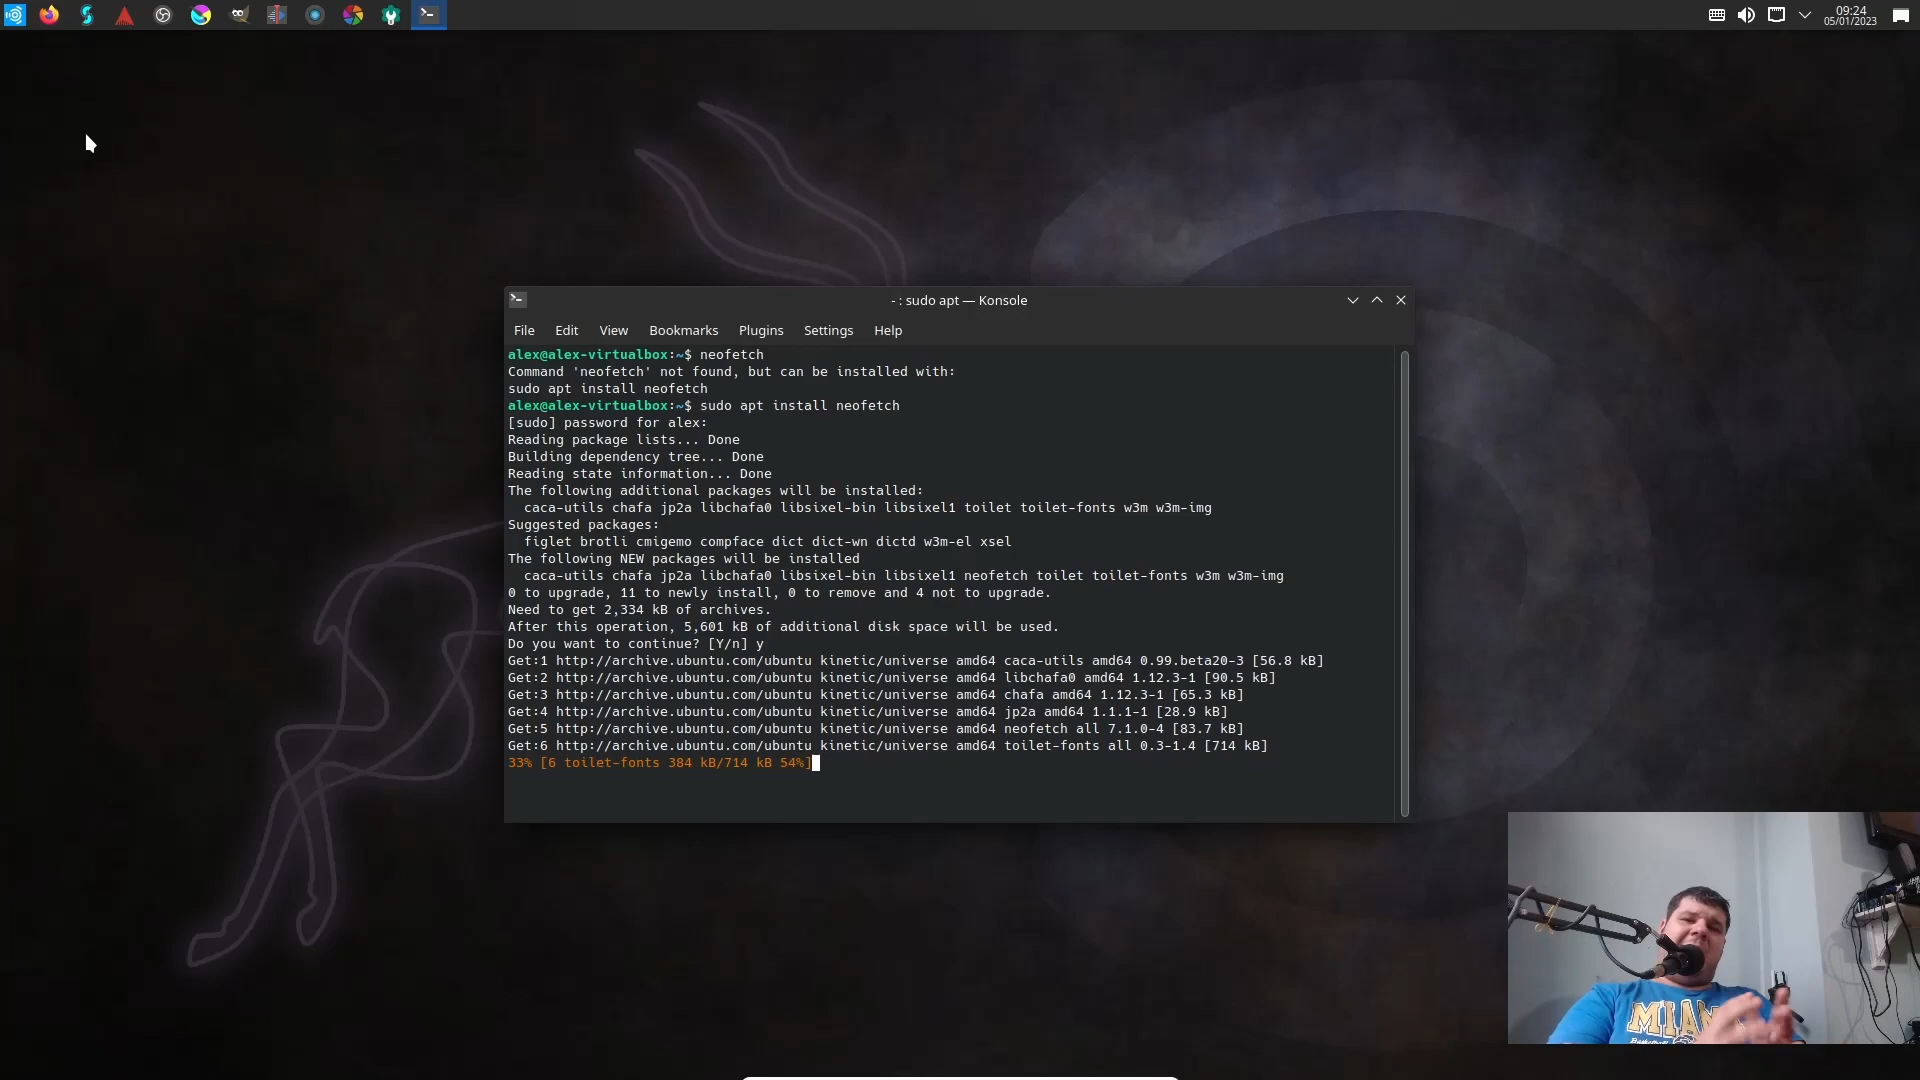 09:24
05/01/2023
- : sudo apt — Konsole
File Edit View Bookmarks Plugins Settings Help
alex@alex-virtualbox:~$ neofetch
Command 'neofetch' not found, but can be installed with:
sudo apt install neofetch
alex@alex-virtualbox:~$ sudo apt install neofetch
[sudo] password for alex:
Reading package lists... Done
Building dependency tree... Done
Reading state information... Done
The following additional packages will be installed:
caca-utils chafa jp2a libchafa0 libsixel-bin libsixel1 toilet toilet-fonts w3m w3m-img
Suggested packages:
figlet brotli cmigemo compface dict dict-wn dictd w3m-el xsel
The following NEW packages will be installed
caca-utils chafa jp2a libchafa0 libsixel-bin libsixel1 neofetch toilet toilet-fonts w3m w3m-img
0 to upgrade, 11 to newly install, 0 to remove and 4 not to upgrade.
Need to get 2,334 kB of archives.
After this operation, 5,601 kB of additional disk space will be used.
Do you want to continue? [Y/n] y
Get:1 http://archive.ubuntu.com/ubuntu kinetic/universe amd64 caca-utils amd64 0.99.beta20-3 [56.8 kB]
Get:2 http://archive.ubuntu.com/ubuntu kinetic/universe amd64 libchafa0 amd64 1.12.3-1 [90.5 kB]
Get:3 http://archive.ubuntu.com/ubuntu kinetic/universe amd64 chafa amd64 1.12.3-1 [65.3 kB]
Get:4 http://archive.ubuntu.com/ubuntu kinetic/universe amd64 jp2a amd64 1.1.1-1 [28.9 kB]
Get:5 http://archive.ubuntu.com/ubuntu kinetic/universe amd64 neofetch all 7.1.0-4 [83.7 kB]
Get:6 http://archive.ubuntu.com/ubuntu kinetic/universe amd64 toilet-fonts all 0.3-1.4 [714 kB]
33% [6 toilet-fonts 384 kB/714 kB 54%]